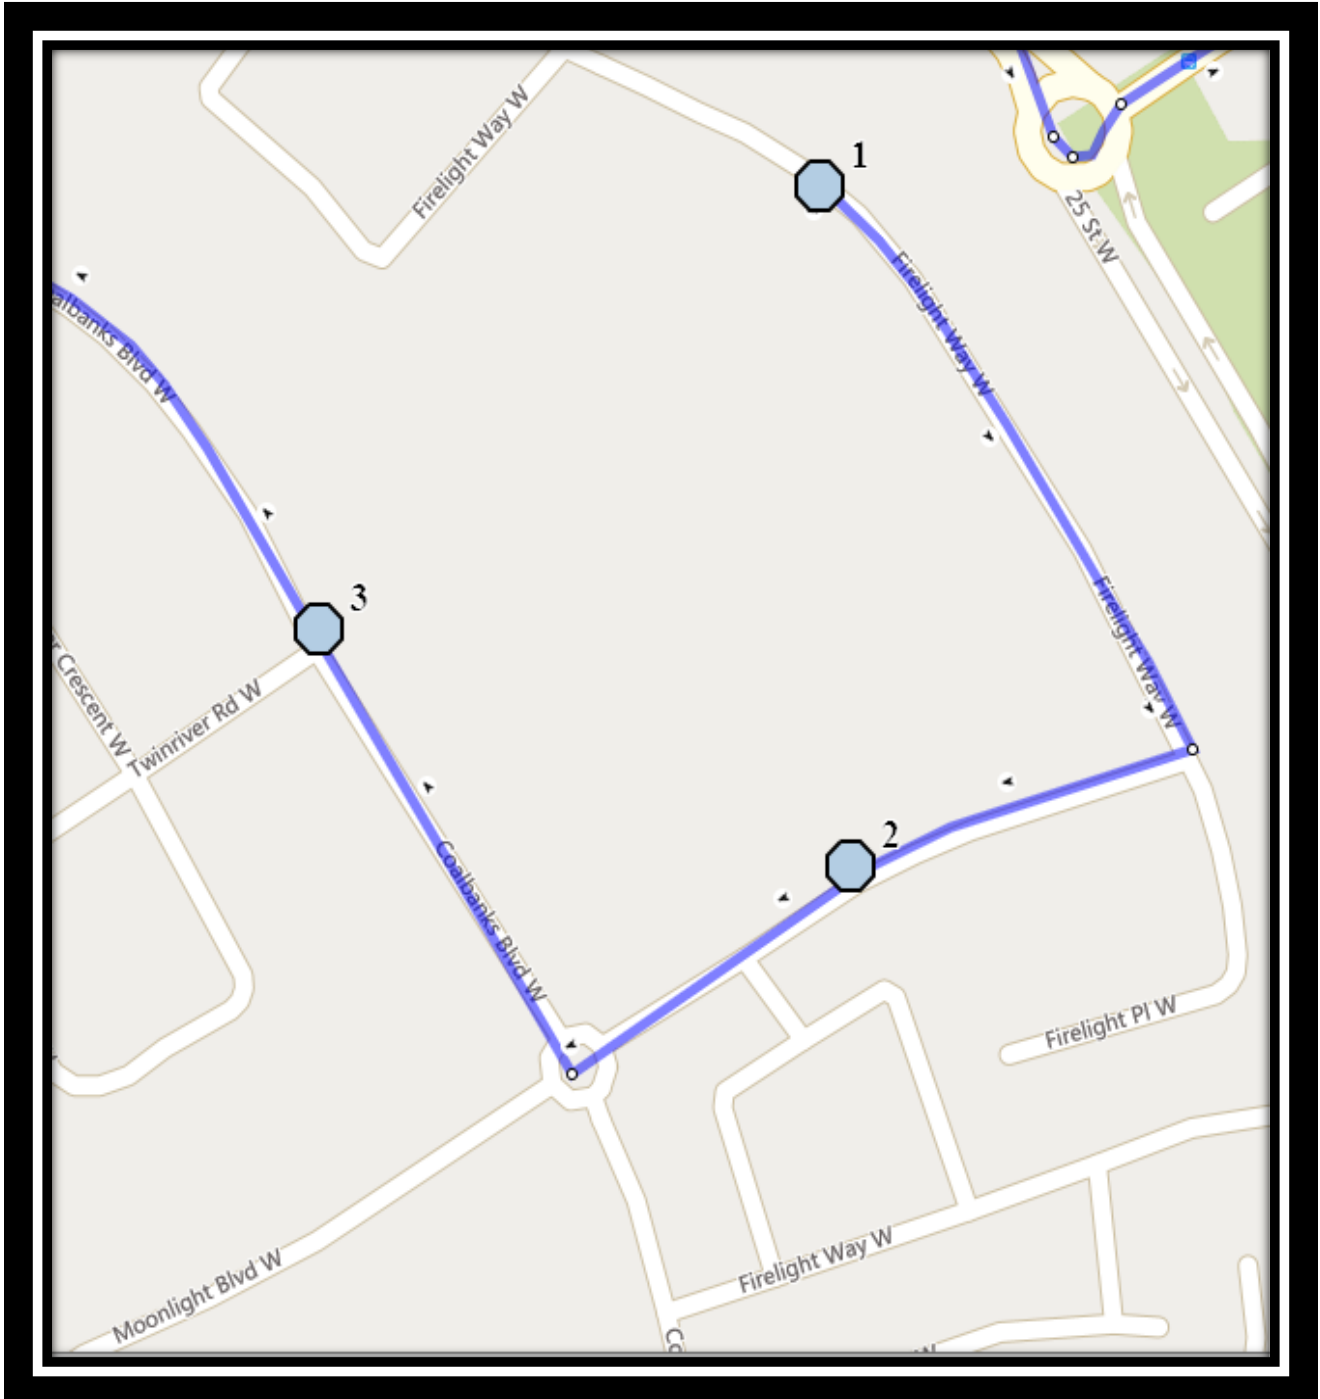 1
Firelight Way W
25 St W
Firelight Way W
albanks Blvd W
3
Firelight Way W
Crescent W
Twinriver Rd W
2
Coalbanks Blvd W
Firelight Pl W
Firelight Way W
Moonlight Blvd W
Co